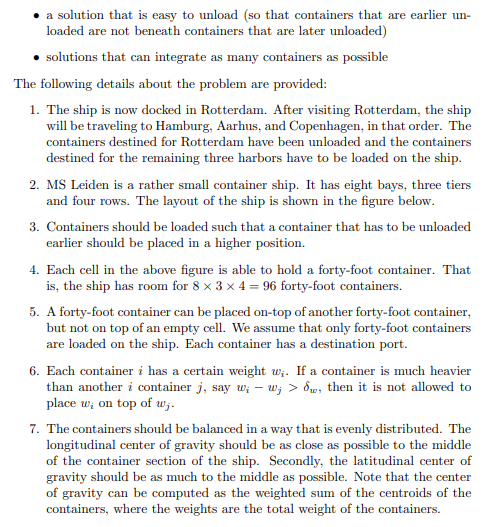 • a solution that is easy to unload (so that containers that are earlier un-
loaded are not beneath containers that are later unloaded)
• solutions that can integrate as many containers as possible
The following details about the problem are provided:
1. The ship is now docked in Rotterdam. After visiting Rotterdam, the ship
will be traveling to Hamburg, Aarhus, and Copenhagen, in that order. The
containers destined for Rotterdam have been unloaded and the containers
destined for the remaining three harbors have to be loaded on the ship.
2. MS Leiden is a rather small container ship. It has eight bays, three tiers
and four rows. The layout of the ship is shown in the figure below.
3. Containers should be loaded such that a container that has to be unloaded
earlier should be placed in a higher position.
4. Each cell in the above figure is able to hold a forty-foot container. That
is, the ship has room for 8 × 3 × 4 = 96 forty-foot containers.
5. A forty-foot container can be placed on-top of another forty-foot container,
but not on top of an empty cell. We assume that only forty-foot containers
are loaded on the ship. Each container has a destination port.
6. Each container i has a certain weight wᵢ. If a container is much heavier
than another i container j, say wᵢ − wⱼ > δ_w, then it is not allowed to
place wᵢ on top of wⱼ.
7. The containers should be balanced in a way that is evenly distributed. The
longitudinal center of gravity should be as close as possible to the middle
of the container section of the ship. Secondly, the latitudinal center of
gravity should be as much to the middle as possible. Note that the center
of gravity can be computed as the weighted sum of the centroids of the
containers, where the weights are the total weight of the containers.